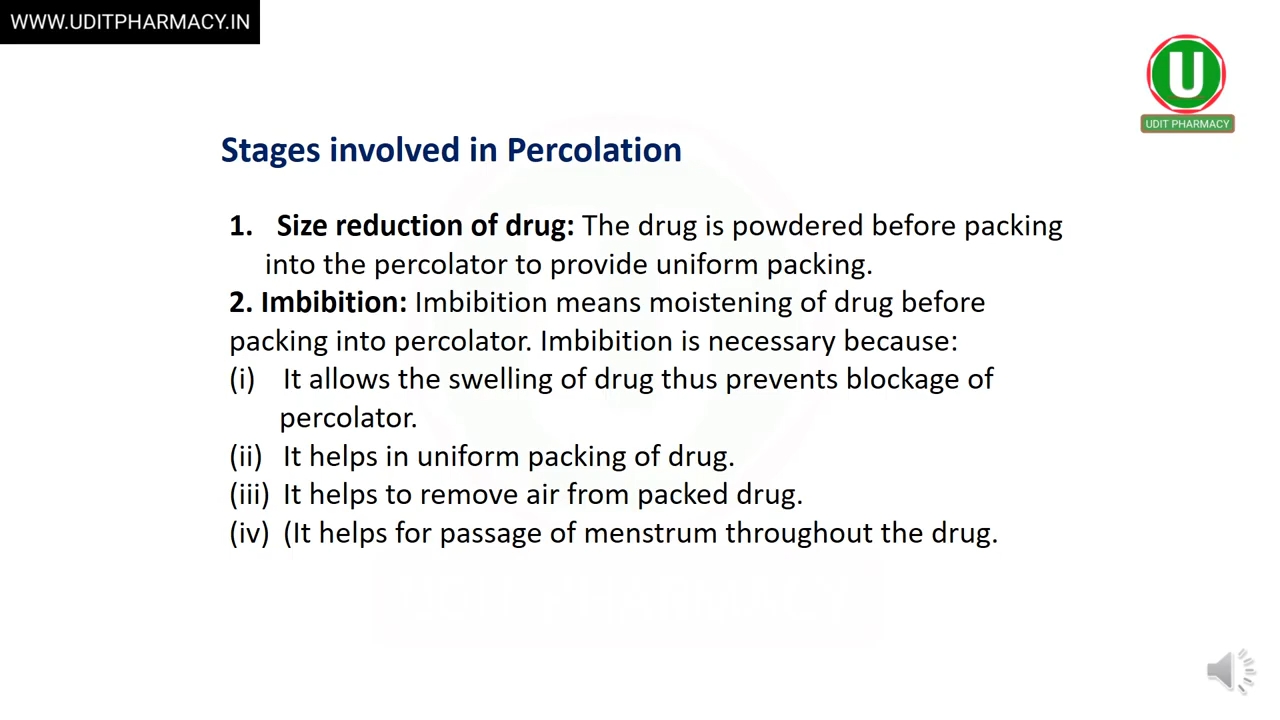 WWW.UDITPHARMACY.IN
U
UDIT PHARMACY
Stages involved in Percolation
1. Size reduction of drug: The drug is powdered before packing
into the percolator to provide uniform packing.
2. Imbibition: Imbibition means moistening of drug before
packing into percolator. Imbibition is necessary because:
(i) It allows the swelling of drug thus prevents blockage of
percolator.
(ii) It helps in uniform packing of drug.
(iii) It helps to remove air from packed drug.
(iv) (It helps for passage of menstrum throughout the drug.
UDIT PHARMACY